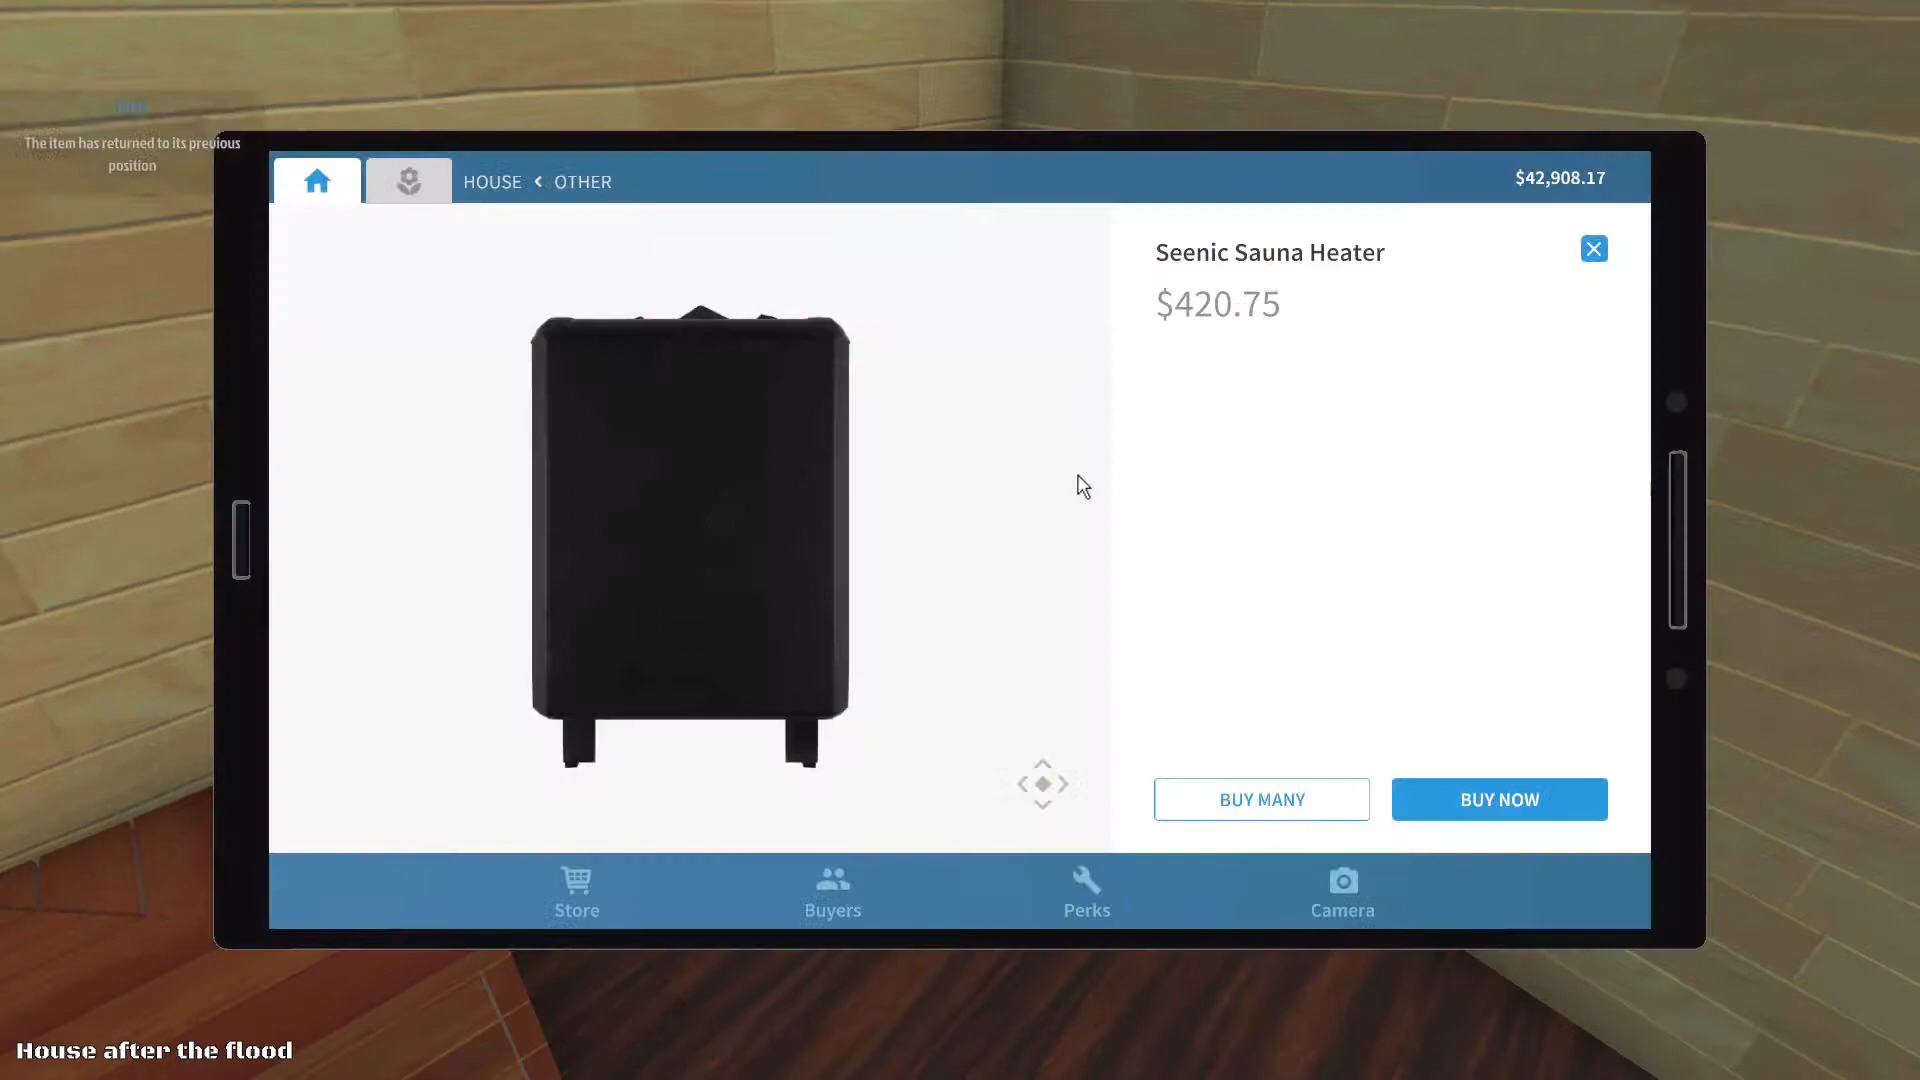 The item has returned to its previous
position
HOUSE < OTHER
$42,908.17
Seenic Sauna Heater
$420.75
BUY MANY
BUY NOW
Store
Buyers
Perks
Camera
House after the flood